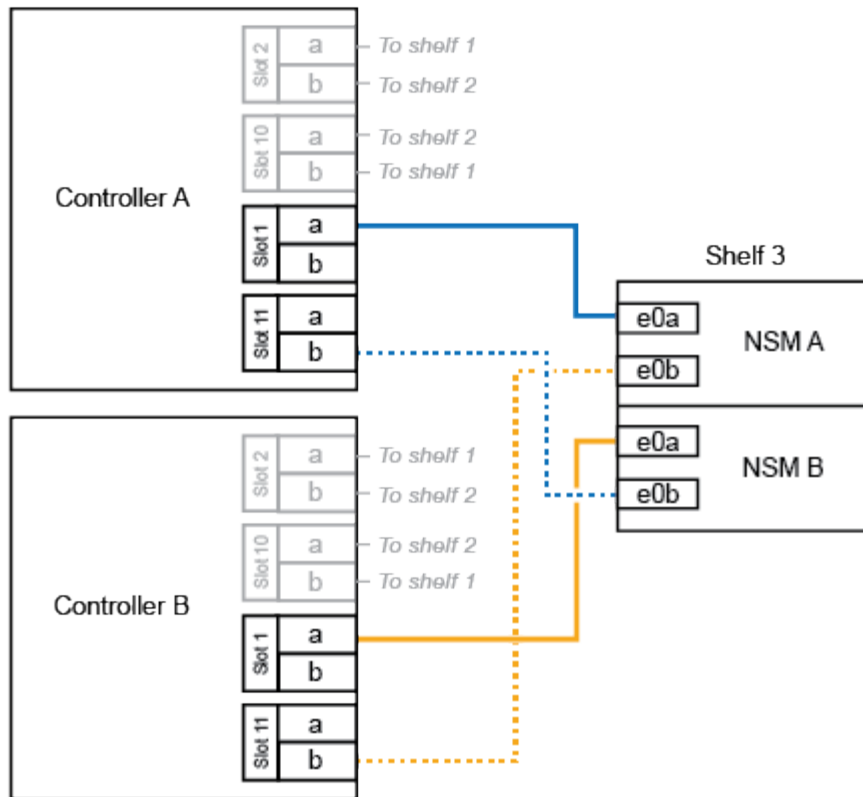 Controller A
Slot 2
a
To shelf 1
b
To shelf 2
Slot 10
a
To shelf 2
b
To shelf 1
Slot 1
a
b
Slot 11
a
b
Shelf 3
e0a
NSM A
e0b
e0a
NSM B
e0b
Controller B
Slot 2
a
To shelf 1
b
To shelf 2
Slot 10
a
To shelf 2
b
To shelf 1
Slot 1
a
b
Slot 11
a
b